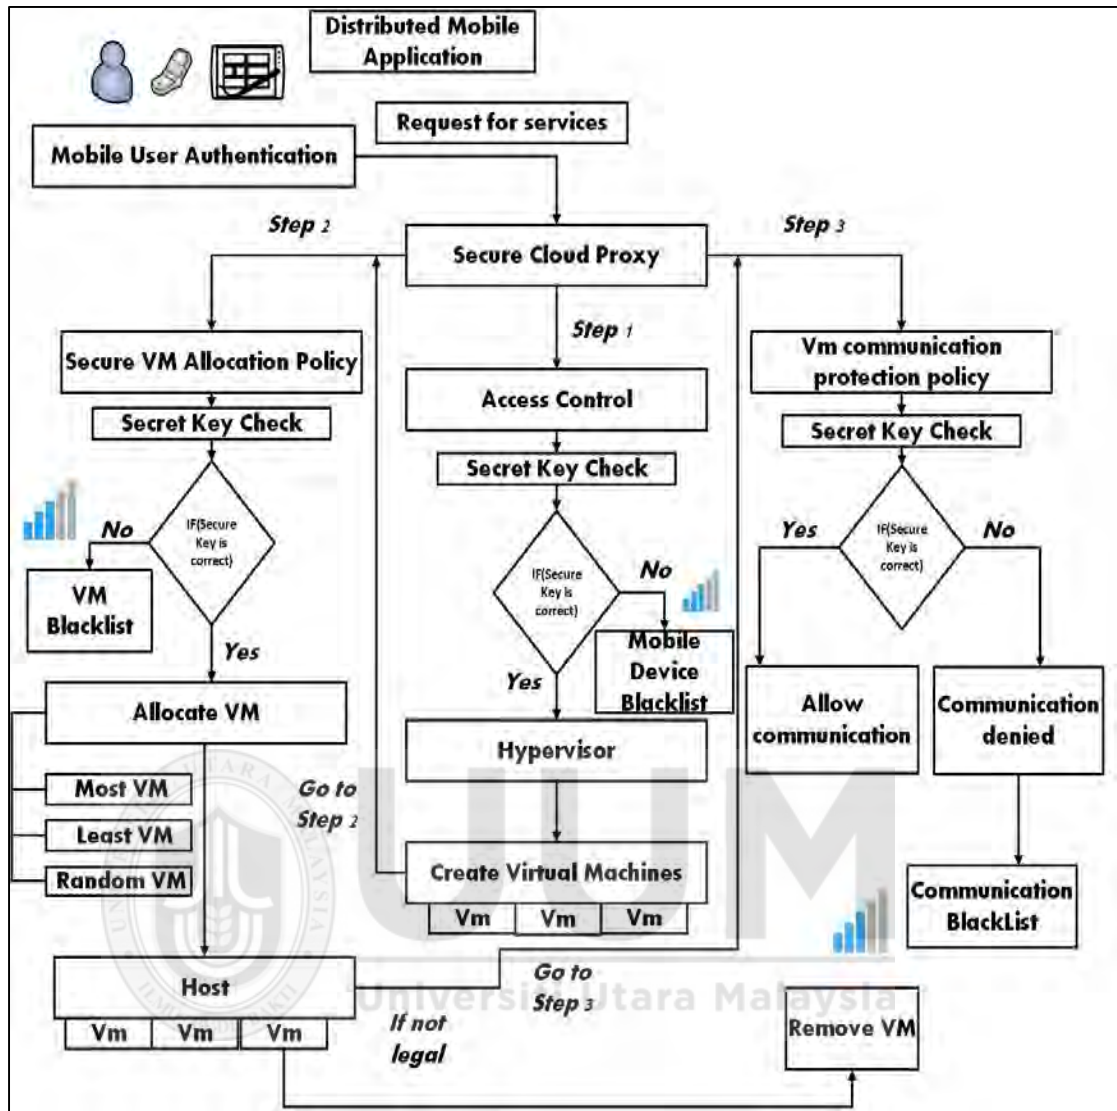 Distributed Mobile
Application
Request for services
Mobile User Authentication
Step 2
Secure Cloud Proxy
Step 3
Step 1
Secure VM Allocation Policy
Secret Key Check
IF(Secure
Key is
correct)
No
VM
Blacklist
Yes
Allocate VM
Most VM
Least VM
Random VM
Host
Vm
Vm
Vm
Access Control
Secret Key Check
IF(Secure
Key is
correct)
No
Mobile
Device
Blacklist
Yes
Hypervisor
Go to
Step 2
Create Virtual Machines
Vm
Vm
Vm
Go to
Step 3
If not
legal
Vm communication
protection policy
Secret Key Check
IF(Secure
Key is
correct)
Yes
No
Allow
communication
Communication
denied
Communication
BlackList
Remove VM
UUM
Universiti Utara Malaysia
UNIVERSITI UTARA MALAYSIA